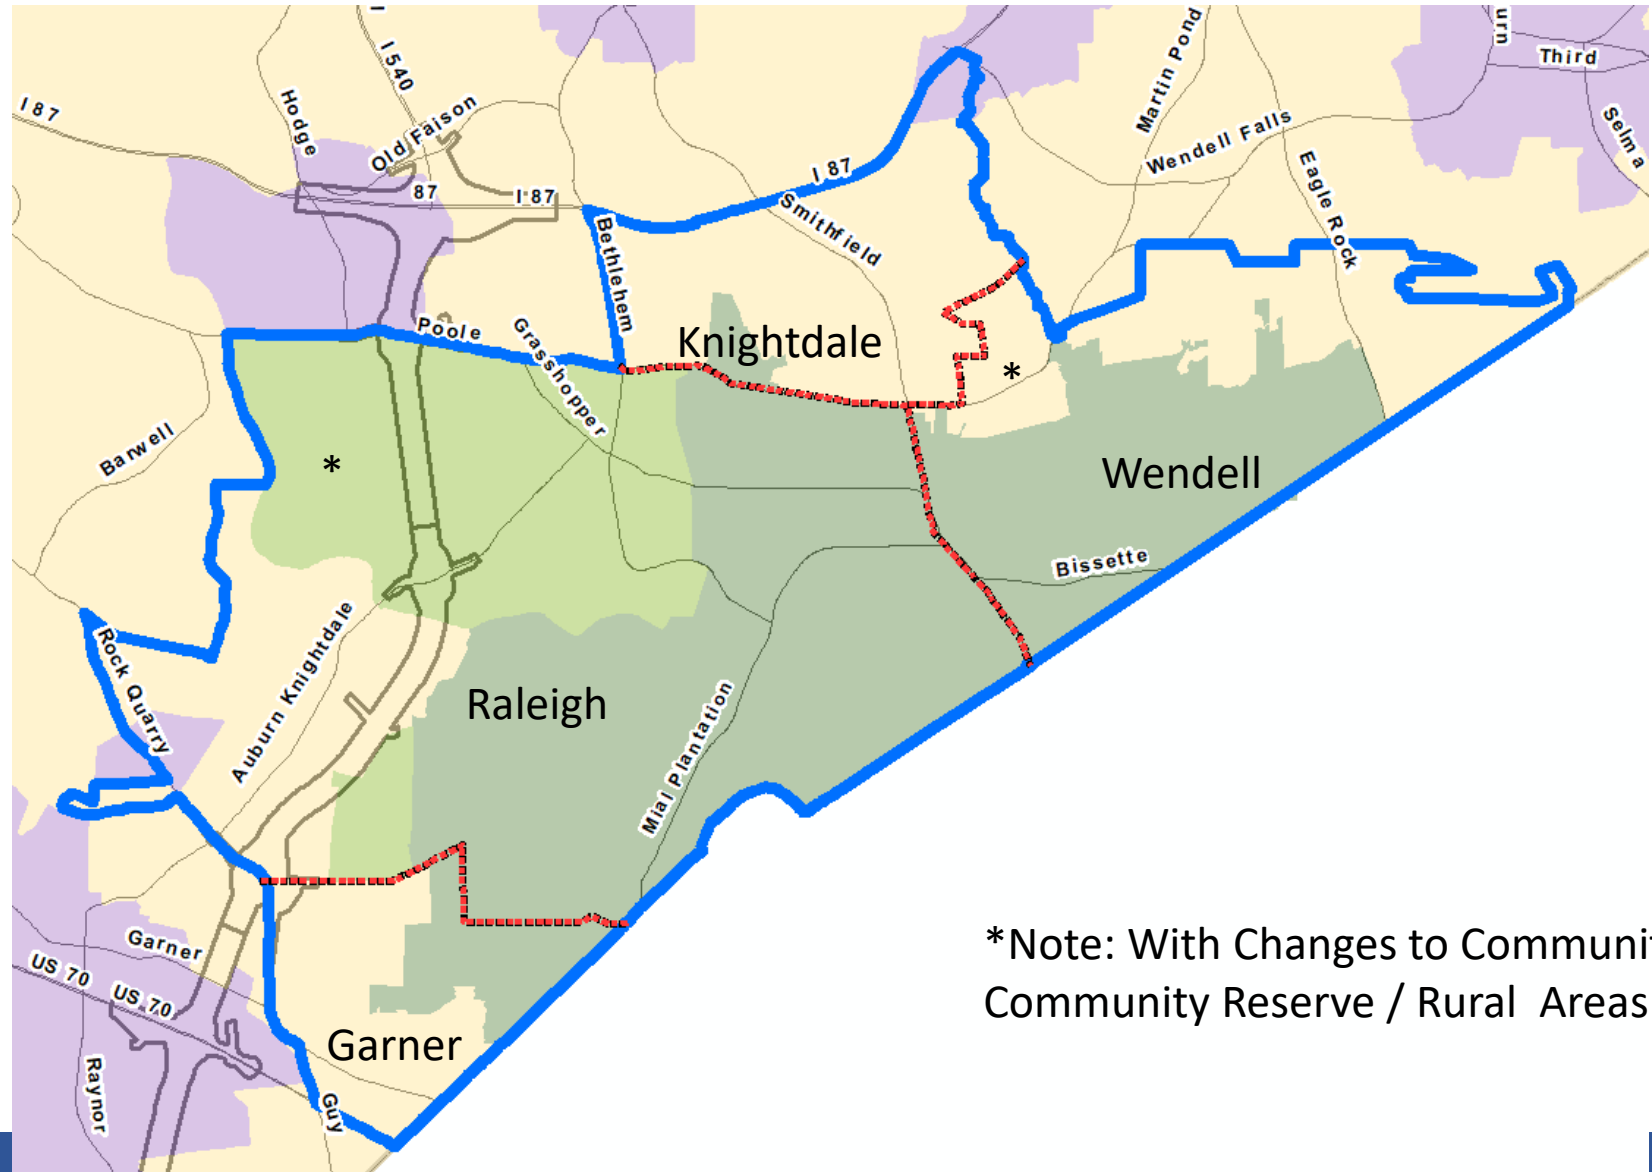 I 87
I
I 540
Hodge
Old Faison
87
I 87
I 87
Martin Pond
Third
Selma
Wendell Falls
Eagle Rock
Smithfield
Bethlehem
Poole
Grasshopper
Knightdale
*
Barwell
*
Wendell
Bissette
Rock Quarry
Auburn Knightdale
Raleigh
Mial Plantation
Garner
US 70
US 70
Garner
Raynor
Guy
*Note: With Changes to
Community Reserve / Rural Areas